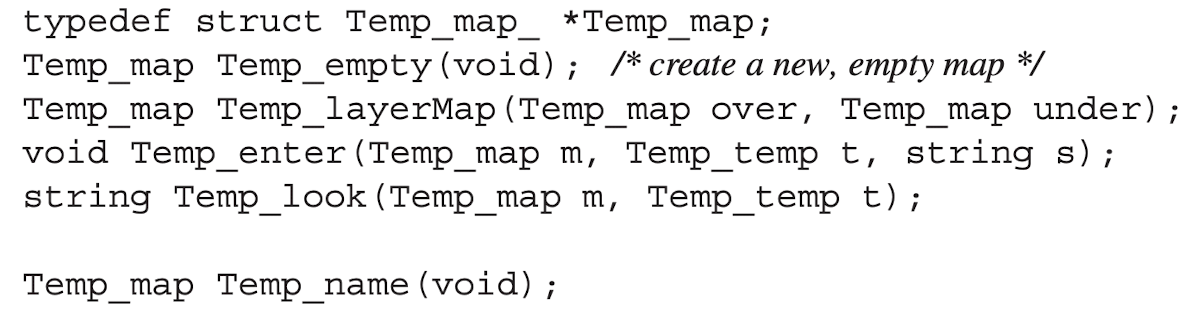 typedef struct Temp_map_ *Temp_map;
Temp_map Temp_empty(void); /* create a new, empty map */
Temp_map Temp_layerMap(Temp_map over, Temp_map under);
void Temp_enter(Temp_map m, Temp_temp t, string s);
string Temp_look(Temp_map m, Temp_temp t);
Temp_map Temp_name(void);